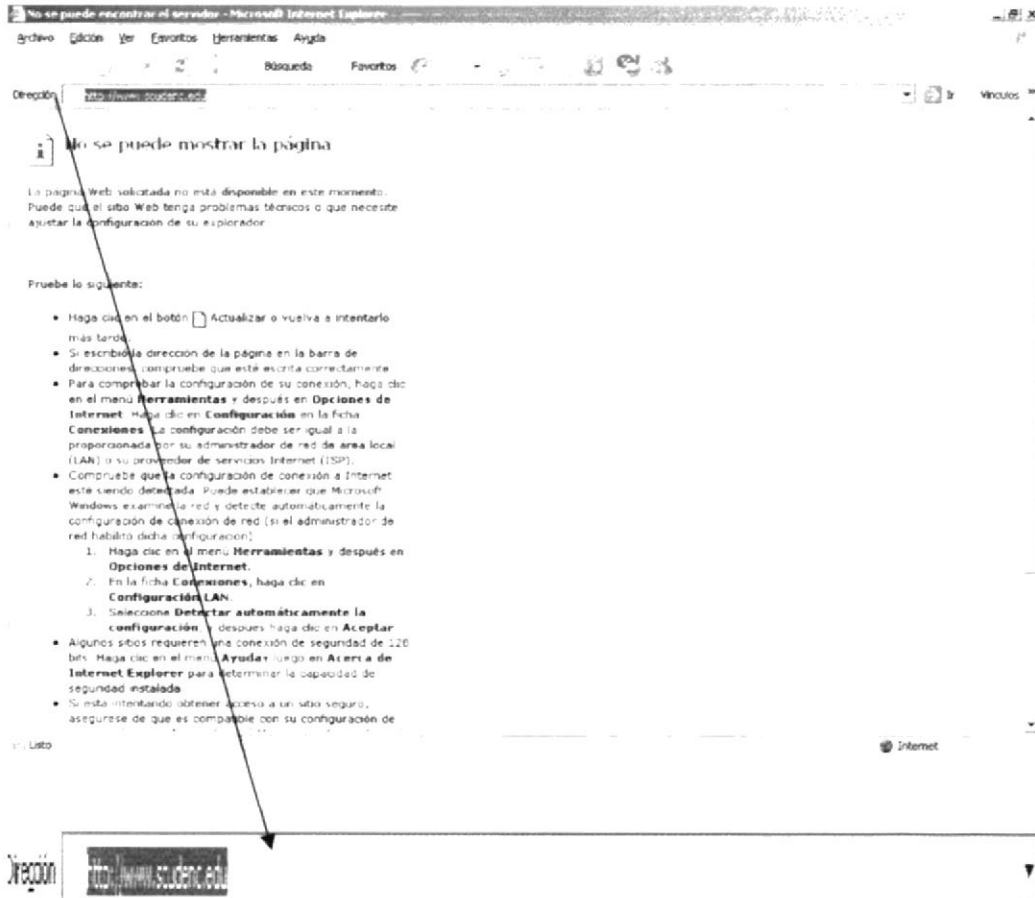 No se puede encontrar el servidor - Microsoft Internet Explorer
Archivo Edición Ver Favoritos Herramientas Ayuda
Búsqueda Favoritos
Dirección Ir Vínculos
No se puede mostrar la página
La página Web solicitada no está disponible en este momento.
Puede que el sitio Web tenga problemas técnicos o que necesite
ajustar la configuración de su explorador
Pruebe lo siguiente:
• Haga clic en el botón Actualizar o vuelva a intentarlo
más tarde.
• Si escribió la dirección de la página en la barra de
direcciones, compruebe que esté escrita correctamente
• Para comprobar la configuración de su conexión, haga clic
en el menú Herramientas y después en Opciones de
Internet. Haga clic en Configuración en la ficha
Conexiones. La configuración debe ser igual a la
proporcionada por su administrador de red de area local
(LAN) o su proveedor de servicios Internet (ISP).
• Compruebe que la configuración de conexión a Internet
esté siendo detectada. Puede establecer que Microsoft
Windows examine la red y detecte automáticamente la
configuración de conexión de red (si el administrador de
red habilitó dicha configuración)
1. Haga clic en el menú Herramientas y después en
Opciones de Internet.
2. En la ficha Conexiones, haga clic en
Configuración LAN.
3. Seleccione Detectar automáticamente la
configuración, y después haga clic en Aceptar
• Algunos sitios requieren una conexión de seguridad de 128
bits. Haga clic en el menú Ayuda y luego en Acerca de
Internet Explorer para determinar la capacidad de
seguridad instalada
• Si está intentando obtener acceso a un sitio seguro,
asegúrese de que es compatible con su configuración de
Listo Internet
Dirección